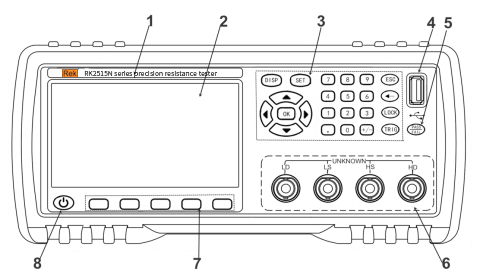 1
2
3
4
5
Rek RK2515N series precision resistance tester
DISP SET 7 8 9 ESC
4 5 6 ←
OK 1 2 3 LOCK
. 0 +/- TRIG
UNKNOWN
LD LS HS HD
8
7
6